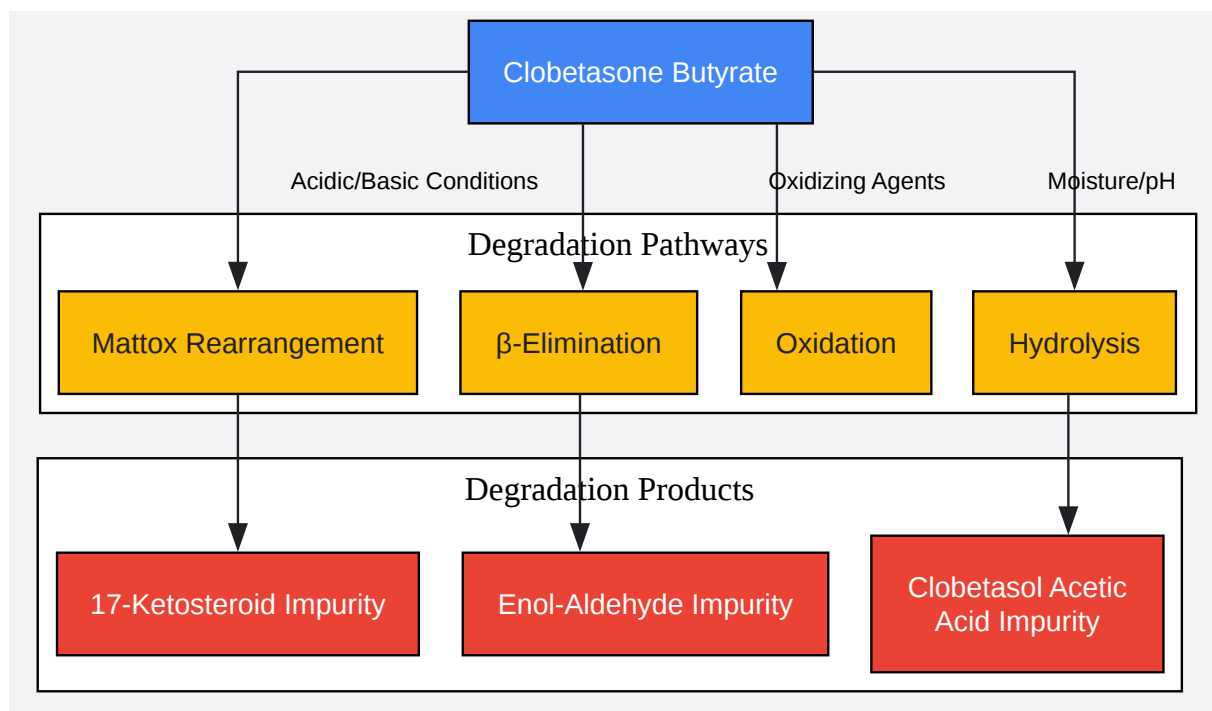 Clobetasone Butyrate
Acidic/Basic Conditions
Oxidizing Agents
Moisture/pH
Degradation Pathways
Mattox Rearrangement
β-Elimination
Oxidation
Hydrolysis
Degradation Products
17-Ketosteroid Impurity
Enol-Aldehyde Impurity
Clobetasol Acetic
Acid Impurity